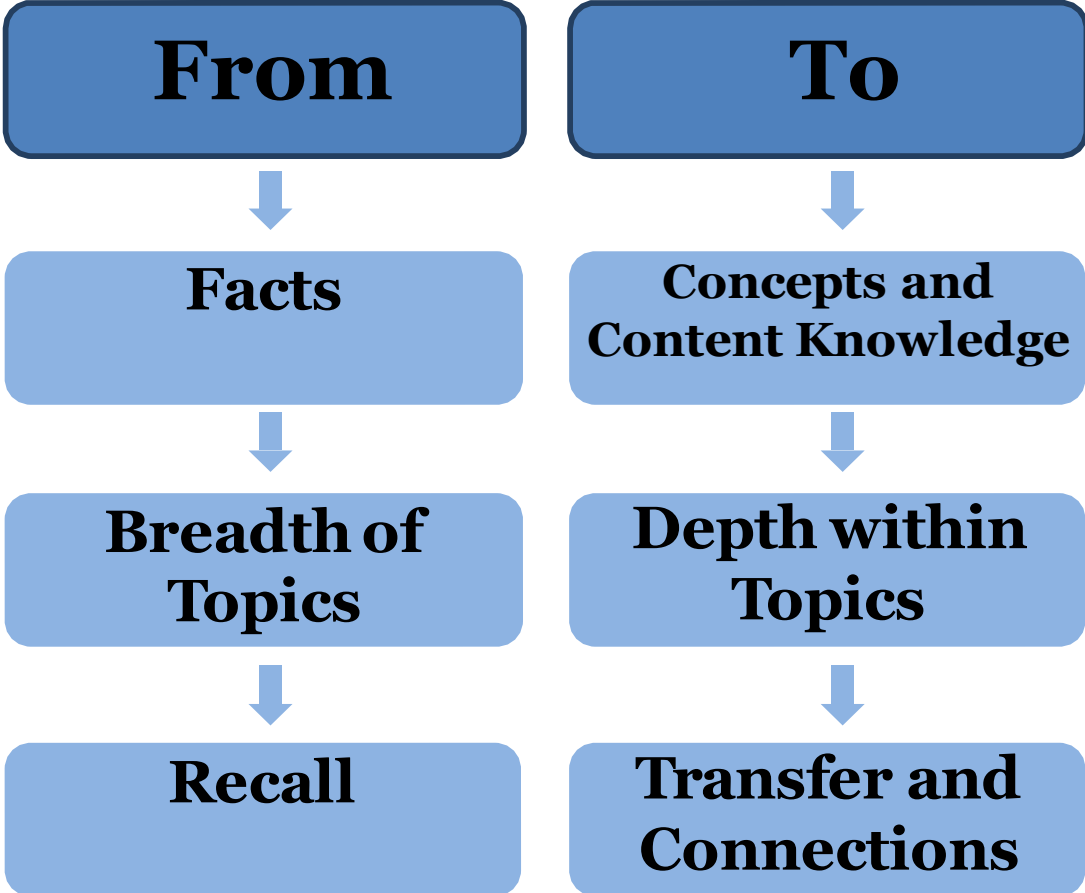 From
To
Facts
Concepts and
Content Knowledge
Breadth of
Topics
Depth within
Topics
Recall
Transfer and
Connections